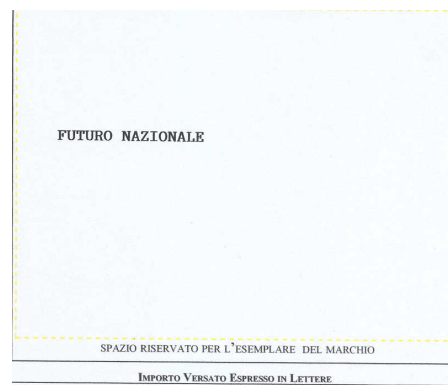 FUTURO NAZIONALE
SPAZIO RISERVATO PER L'ESEMPLARE DEL MARCHIO
IMPORTO VERSATO ESPRESSO IN LETTERE